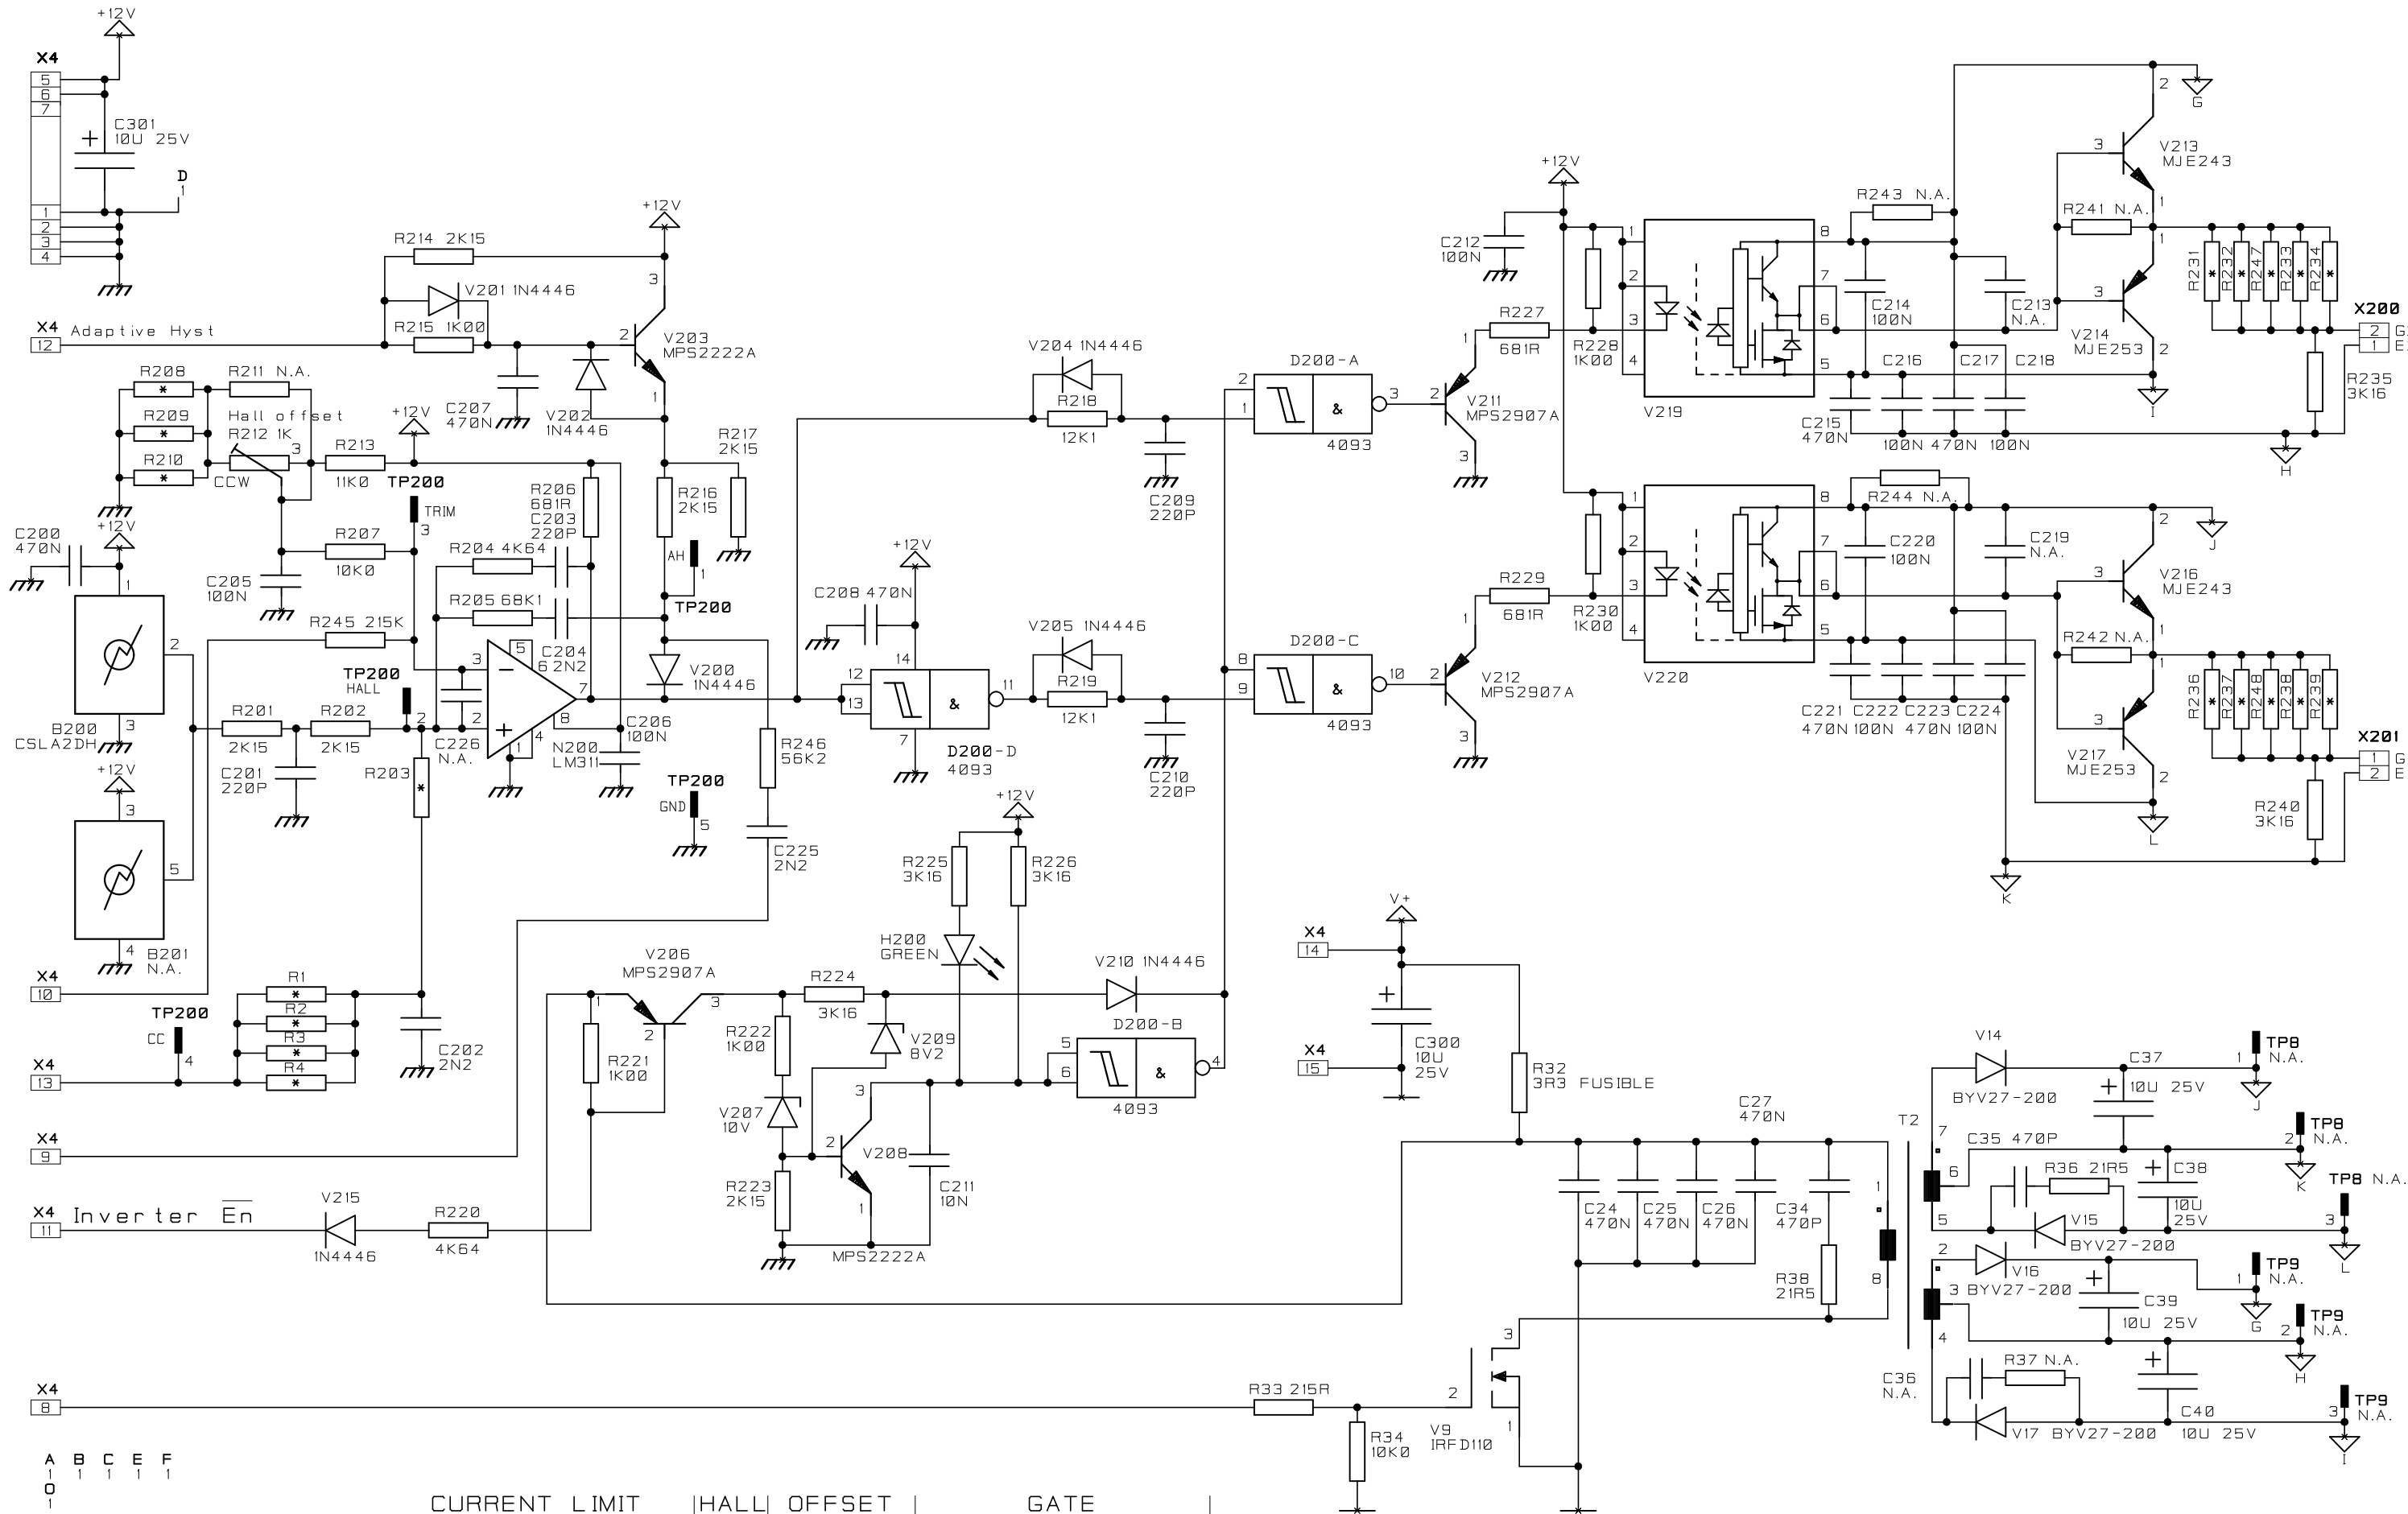 +12V
X4
5
6
7
C301
10U 25V
D
1
1
2
3
4
X4 Adaptive Hyst
12
R214 2K15
+12V
V201 1N4446
R215 1K00
3
2
V203
MPS2222A
1
C207
470N
V202
1N4446
R208
*
R211 N.A.
R209
*
Hall offset
R212 1K
3
R210
*
CCW
R213
11K0
+12V
TP200
TRIM
3
R206
681R
C203
220P
R216
2K15
R217
2K15
C200
470N
+12V
1
R207
10K0
C205
100N
R204 4K64
R205 68K1
AH
1
TP200
R245 215K
5
6
C204
2N2
V200
1N4446
2
3
B200
CSLA2DH
TP200
HALL
R201
2K15
R202
2K15
2
3
2
7
8
1
4
C226
N.A.
N200
LM311
C206
100N
C201
220P
R203
*
+12V
3
5
4
B201
N.A.
TP200
GND
5
R246
56K2
C225
2N2
+12V
C208 470N
14
12
13
&
11
7
D200-D
4093
V204 1N4446
R218
12K1
C209
220P
V205 1N4446
R219
12K1
C210
220P
D200-A
2
1
&
3
4093
D200-C
8
9
&
10
4093
1
2
V211
MPS2907A
3
1
2
V212
MPS2907A
3
R227
681R
R229
681R
+12V
C212
100N
R228
1K00
R230
1K00
1
2
3
4
8
7
6
5
V219
1
2
3
4
8
7
6
5
V220
R243 N.A.
C214
100N
C213
N.A.
C215
470N
C216
100N
C217
470N
C218
100N
2
G
3
V213
MJE243
1
R241 N.A.
1
3
V214
MJE253
2
I
R231
*
R232
*
R247
*
R233
*
R234
*
X200
2 G
1 E
R235
3K16
H
R244 N.A.
C220
100N
C219
N.A.
C221
470N
C222
100N
C223
470N
C224
100N
2
J
3
V216
MJE243
1
R242 N.A.
1
3
V217
MJE253
2
L
R236
*
R237
*
R248
*
R238
*
R239
*
X201
1 G
2 E
R240
3K16
K
X4
10
R1
*
R2
*
R3
*
R4
*
TP200
CC
4
X4
13
C202
2N2
X4
9
X4
11
Inverter En
V215
1N4446
R220
4K64
V206
MPS2907A
1
2
3
R221
1K00
R222
1K00
R224
3K16
V209
8V2
V207
10V
R223
2K15
3
2
V208
1
MPS2222A
C211
10N
R225
3K16
+12V
R226
3K16
H200
GREEN
V210 1N4446
D200-B
5
6
&
4
4093
V+
X4
14
X4
15
C300
10U
25V
R32
3R3 FUSIBLE
C24
470N
C25
470N
C26
470N
C27
470N
C34
470P
R38
21R5
1
8
T2
7
6
5
2
3
4
V14
BYV27-200
C37
10U 25V
1
TP8
N.A.
J
C35 470P
R36 21R5
C38
10U
25V
2
TP8
N.A.
K
V15
BYV27-200
TP8 N.A.
3
L
V16
BYV27-200
C39
10U 25V
1
TP9
N.A.
G
2
TP9
N.A.
H
C36
N.A.
R37 N.A.
C40
10U 25V
V17 BYV27-200
3
TP9
N.A.
I
X4
8
R33 215R
R34
10K0
3
2
1
V9
IRFD110
A B C E F
1 1 1 1 1
O
1
CURRENT LIMIT |HALL| OFFSET | GATE |